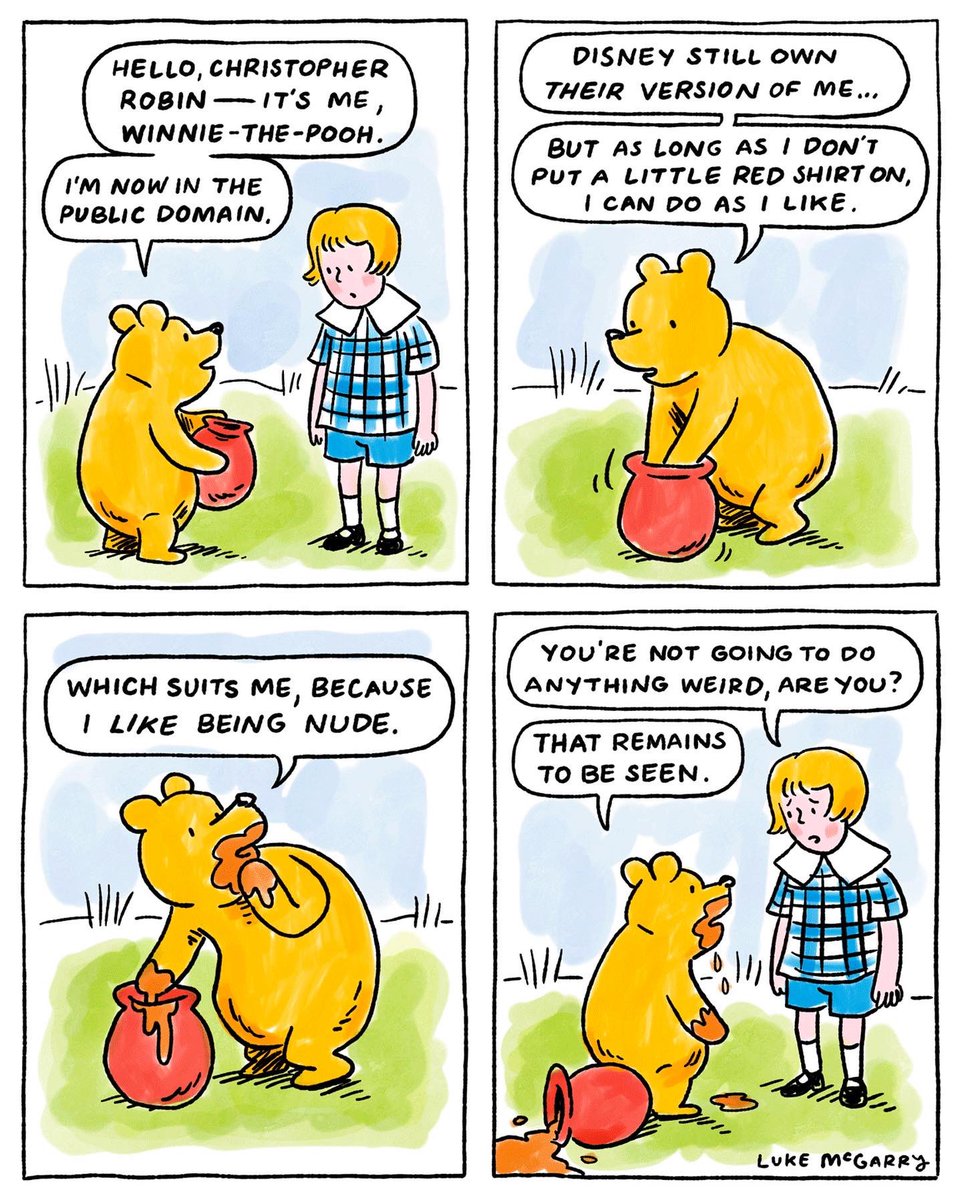 HELLO, CHRISTOPHER
ROBIN — IT'S ME,
WINNIE-THE-POOH.
I'M NOW IN THE
PUBLIC DOMAIN.
DISNEY STILL OWN
THEIR VERSION OF ME...
BUT AS LONG AS I DON'T
PUT A LITTLE RED SHIRT ON,
I CAN DO AS I LIKE.
WHICH SUITS ME, BECAUSE
I LIKE BEING NUDE.
YOU'RE NOT GOING TO DO
ANYTHING WEIRD, ARE YOU?
THAT REMAINS
TO BE SEEN.
LUKE McGARRY